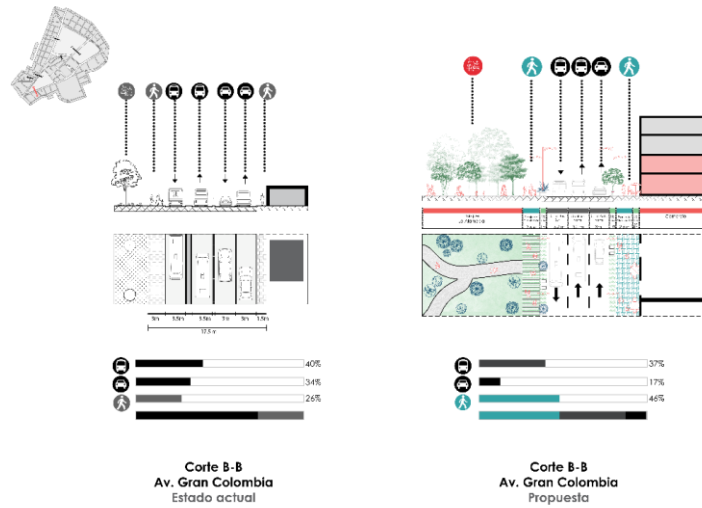 3m 3.5m 3.5m 3m 3m 1.5m
17.5 m
40%
34%
26%
37%
17%
46%
Corte B-B
Av. Gran Colombia
Estado actual
Corte B-B
Av. Gran Colombia
Propuesta